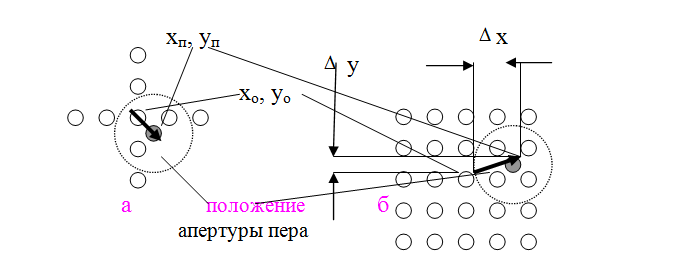 Δ x
xп, yп
Δ y
xо, yо
а
положение
б
апертуры пера